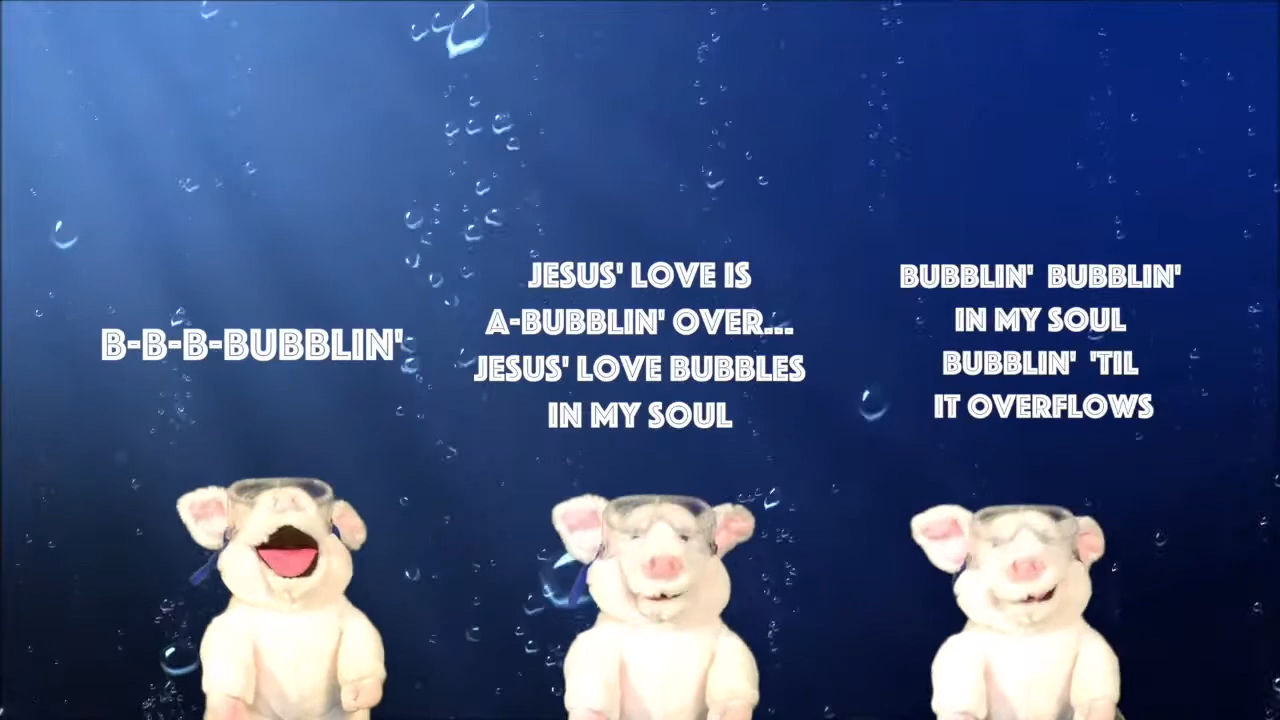 B-B-B-BUBBLIN'
JESUS' LOVE IS
A-BUBBLIN' OVER...
JESUS' LOVE BUBBLES
IN MY SOUL
BUBBLIN' BUBBLIN'
IN MY SOUL
BUBBLIN' 'TIL
IT OVERFLOWS